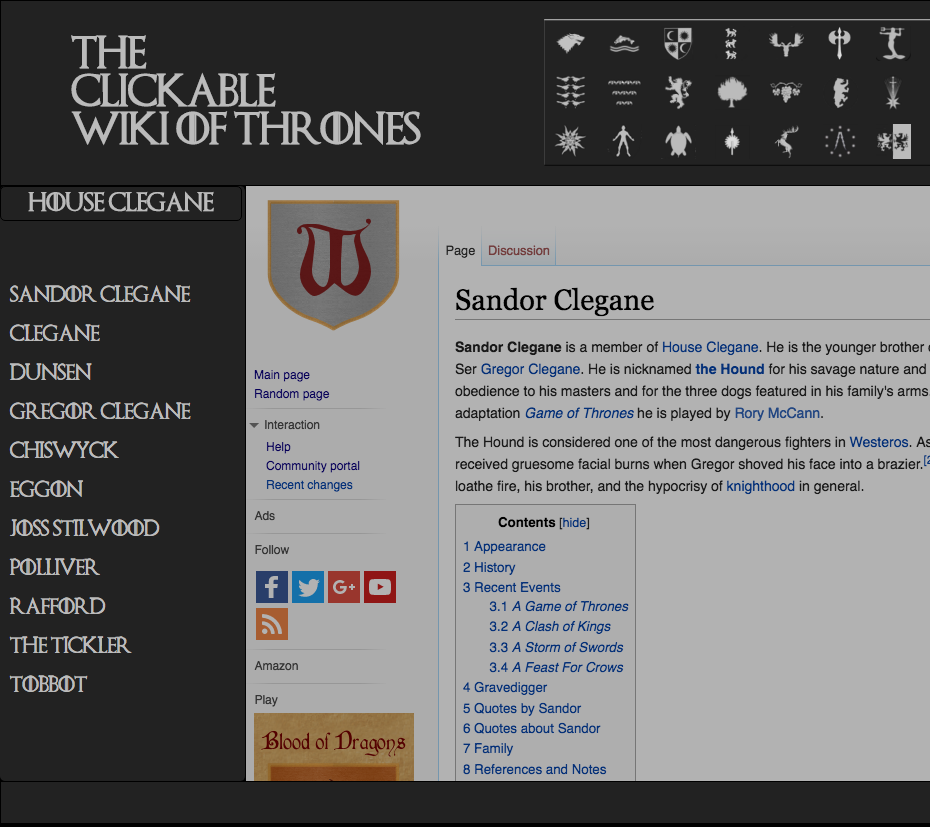 THE
CLICKABLE
WIKI OF THRONES
HOUSE CLEGANE
SANDOR CLEGANE
CLEGANE
DUNSEN
GREGOR CLEGANE
CHISWYCK
EGGON
JOSS STILWOOD
POLLIVER
RAFFORD
THE TICKLER
TOBBOT
W
Main page
Random page
Interaction
Help
Community portal
Recent changes
Ads
Follow
f
G+
Amazon
Play
Blood of Dragons
Page
Discussion
Sandor Clegane
Sandor Clegane is a member of House Clegane. He is the younger brother
Ser Gregor Clegane. He is nicknamed the Hound for his savage nature and
obedience to his masters and for the three dogs featured in his family's arms.
adaptation Game of Thrones he is played by Rory McCann.
The Hound is considered one of the most dangerous fighters in Westeros. As
received gruesome facial burns when Gregor shoved his face into a brazier.[2
loathe fire, his brother, and the hypocrisy of knighthood in general.
Contents [hide]
1 Appearance
2 History
3 Recent Events
3.1 A Game of Thrones
3.2 A Clash of Kings
3.3 A Storm of Swords
3.4 A Feast For Crows
4 Gravedigger
5 Quotes by Sandor
6 Quotes about Sandor
7 Family
8 References and Notes